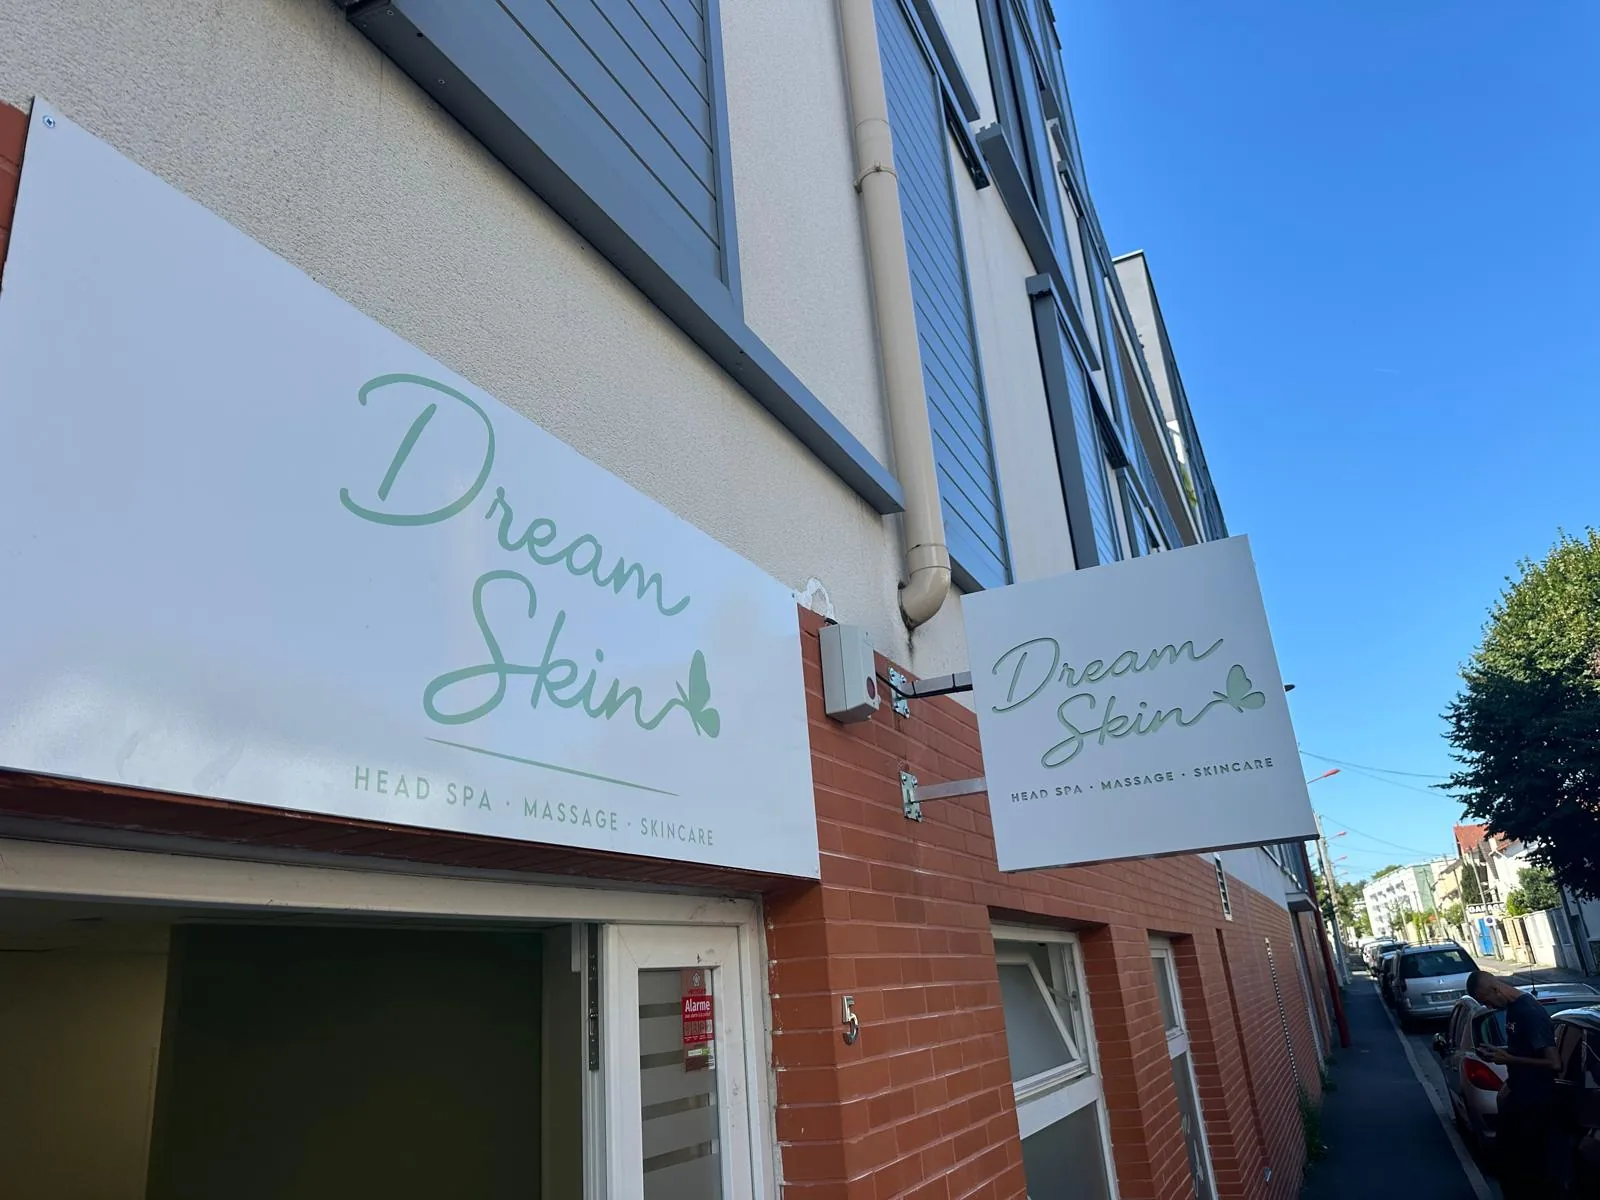 Dream
Skin
HEAD SPA · MASSAGE · SKINCARE
Dream
Skin
HEAD SPA · MASSAGE · SKINCARE
Alarme
5